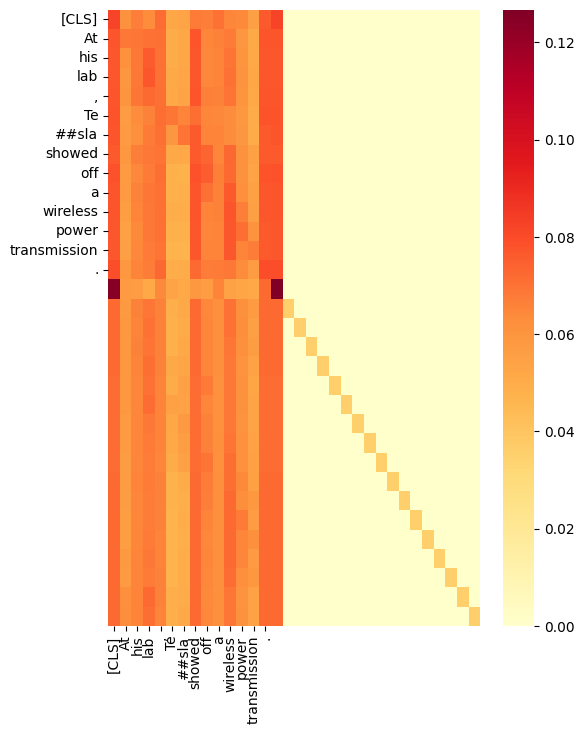 [CLS]
At
his
lab
,
Te
##sla
showed
off
a
wireless
power
transmission
.
0.12
0.10
0.08
0.06
0.04
0.02
0.00
[CLS]
At
his
lab
,
Te
##sla
showed
off
a
wireless
power
transmission
.